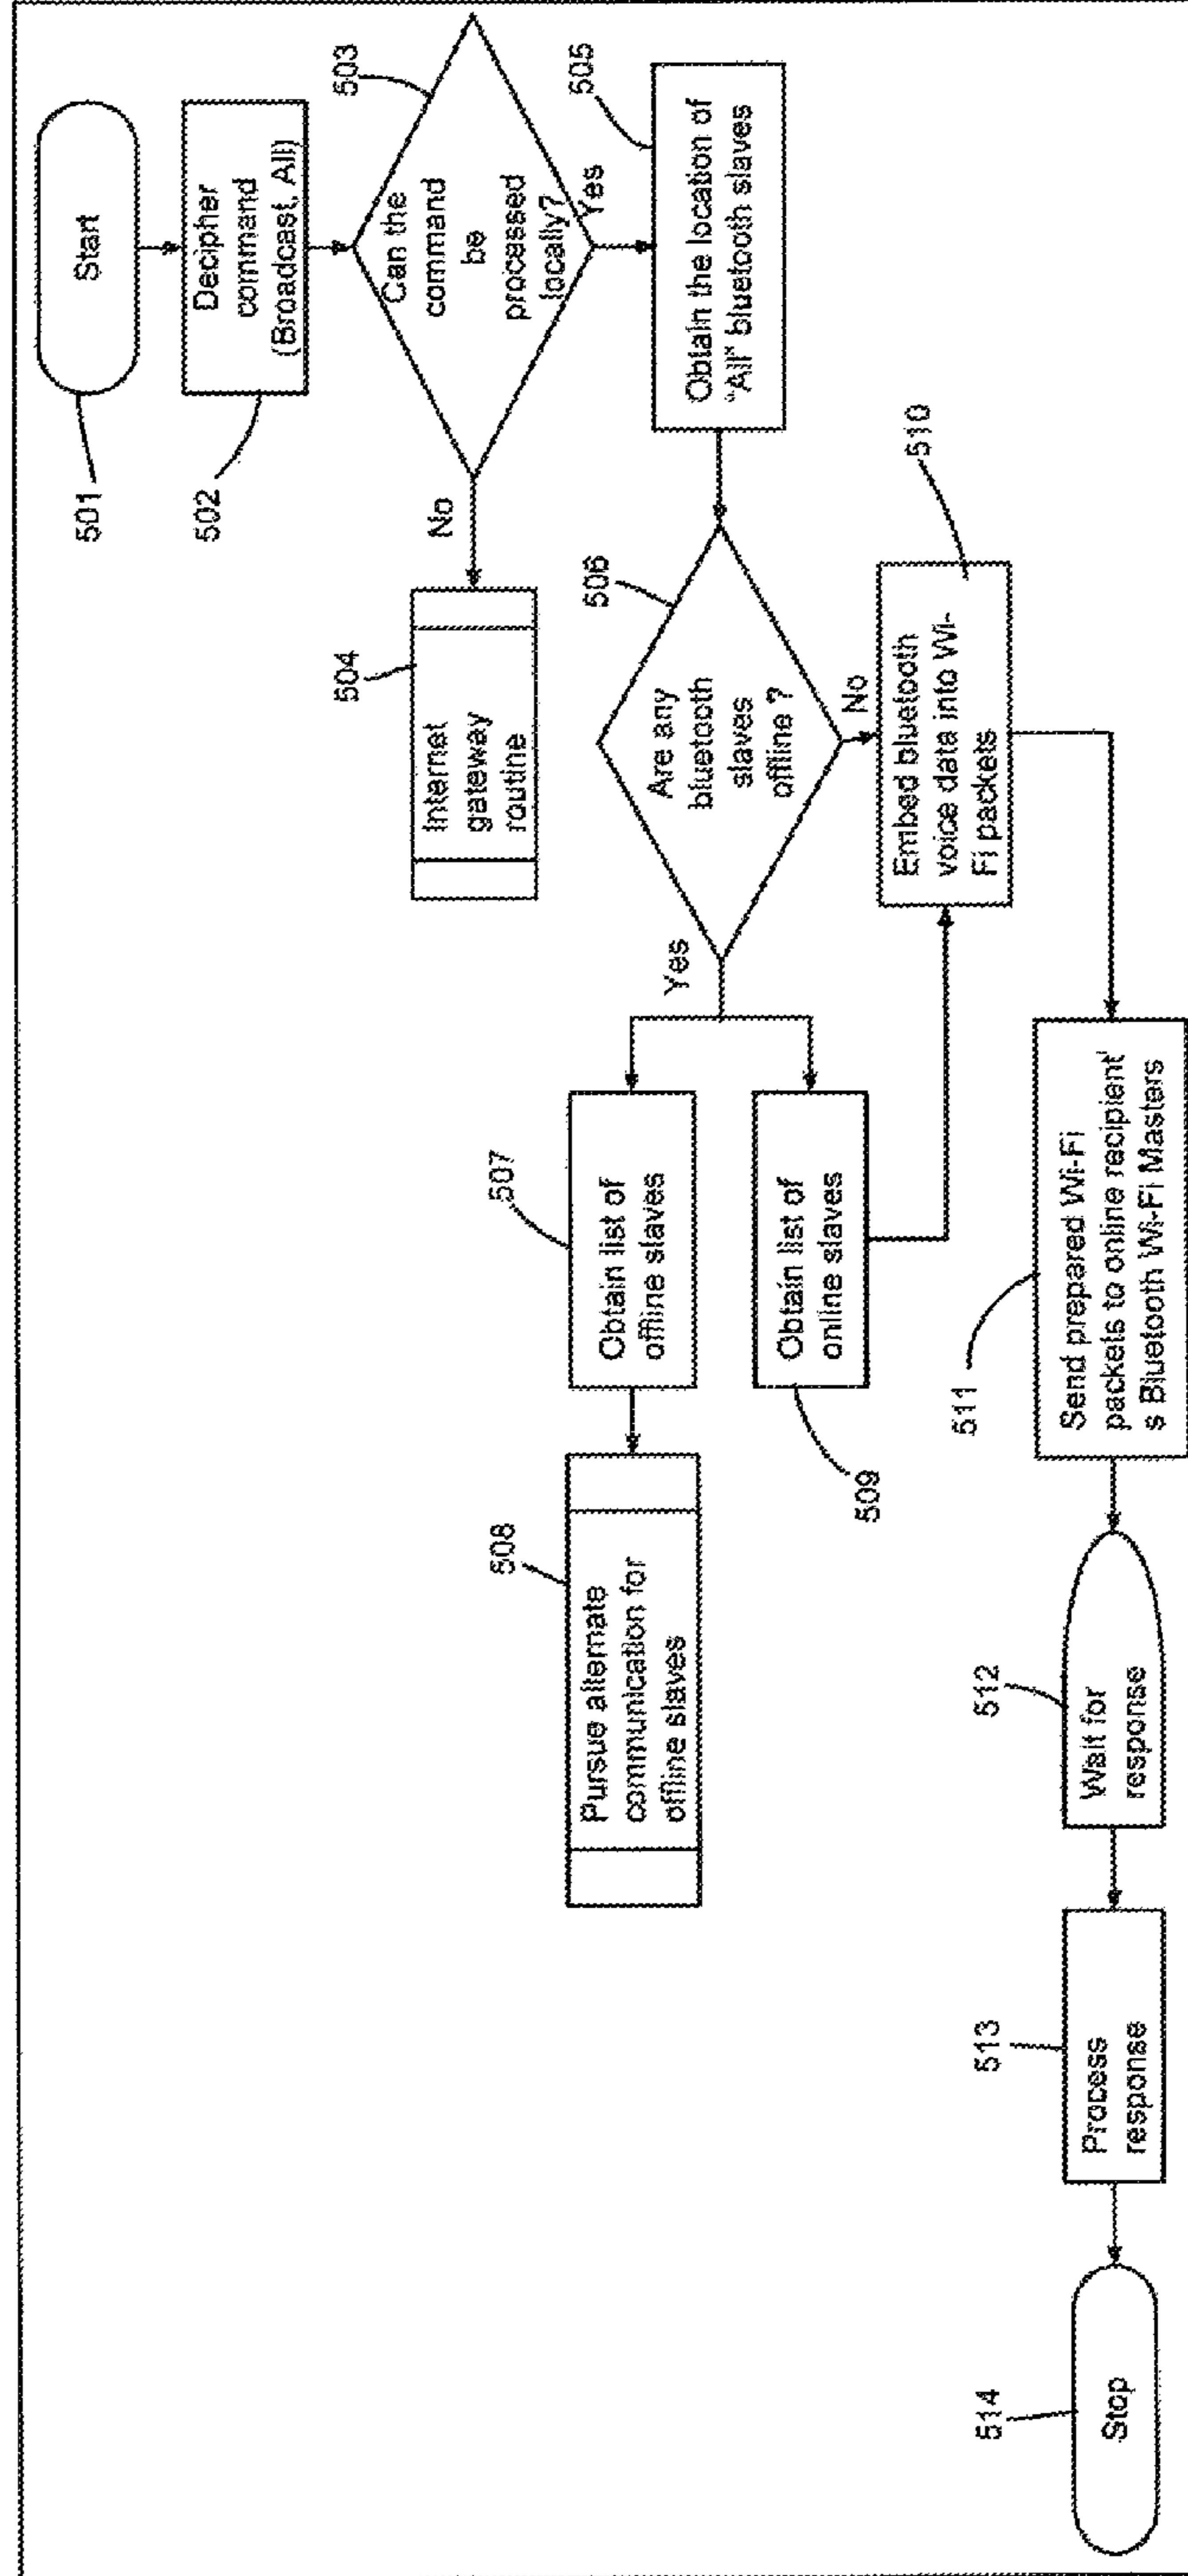 501
Start
502
Decipher
command
(Broadcast, All)
503
Can the
command
be
processed
locally?
No
Yes
504
Internet
gateway
routine
505
Obtain the location of
"All" bluetooth slaves
506
Are any
bluetooth
slaves
offline ?
Yes
No
507
Obtain list of
offline slaves
508
Pursue alternate
communication for
offline slaves
509
Obtain list of
online slaves
510
Embed bluetooth
voice data into Wi-
Fi packets
511
Send prepared Wi-Fi
packets to online recipient'
s Bluetooth Wi-Fi Masters
512
Wait for
response
513
Process
response
514
Stop